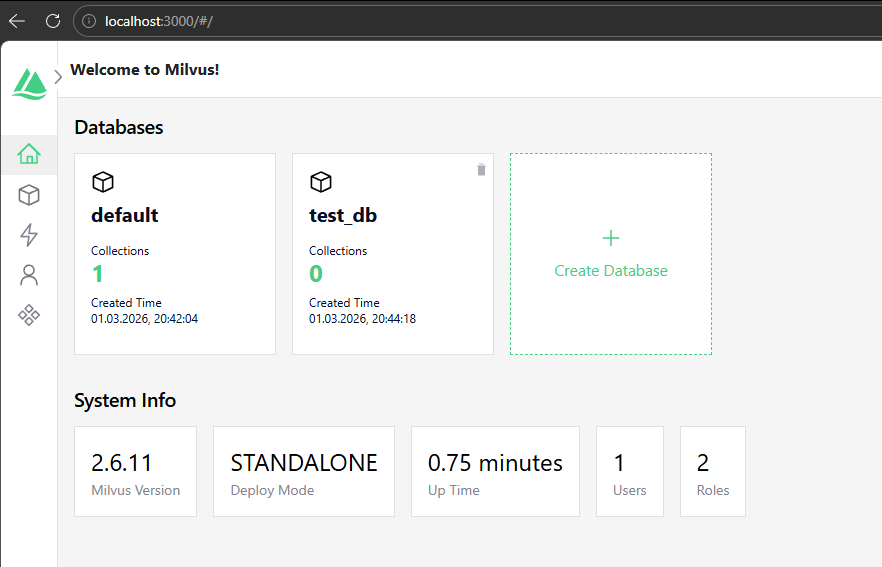 localhost:3000/#/
Welcome to Milvus!
Databases
default
Collections
1
Created Time
01.03.2026, 20:42:04
test_db
Collections
0
Created Time
01.03.2026, 20:44:18
+
Create Database
System Info
2.6.11
Milvus Version
STANDALONE
Deploy Mode
0.75 minutes
Up Time
1
Users
2
Roles